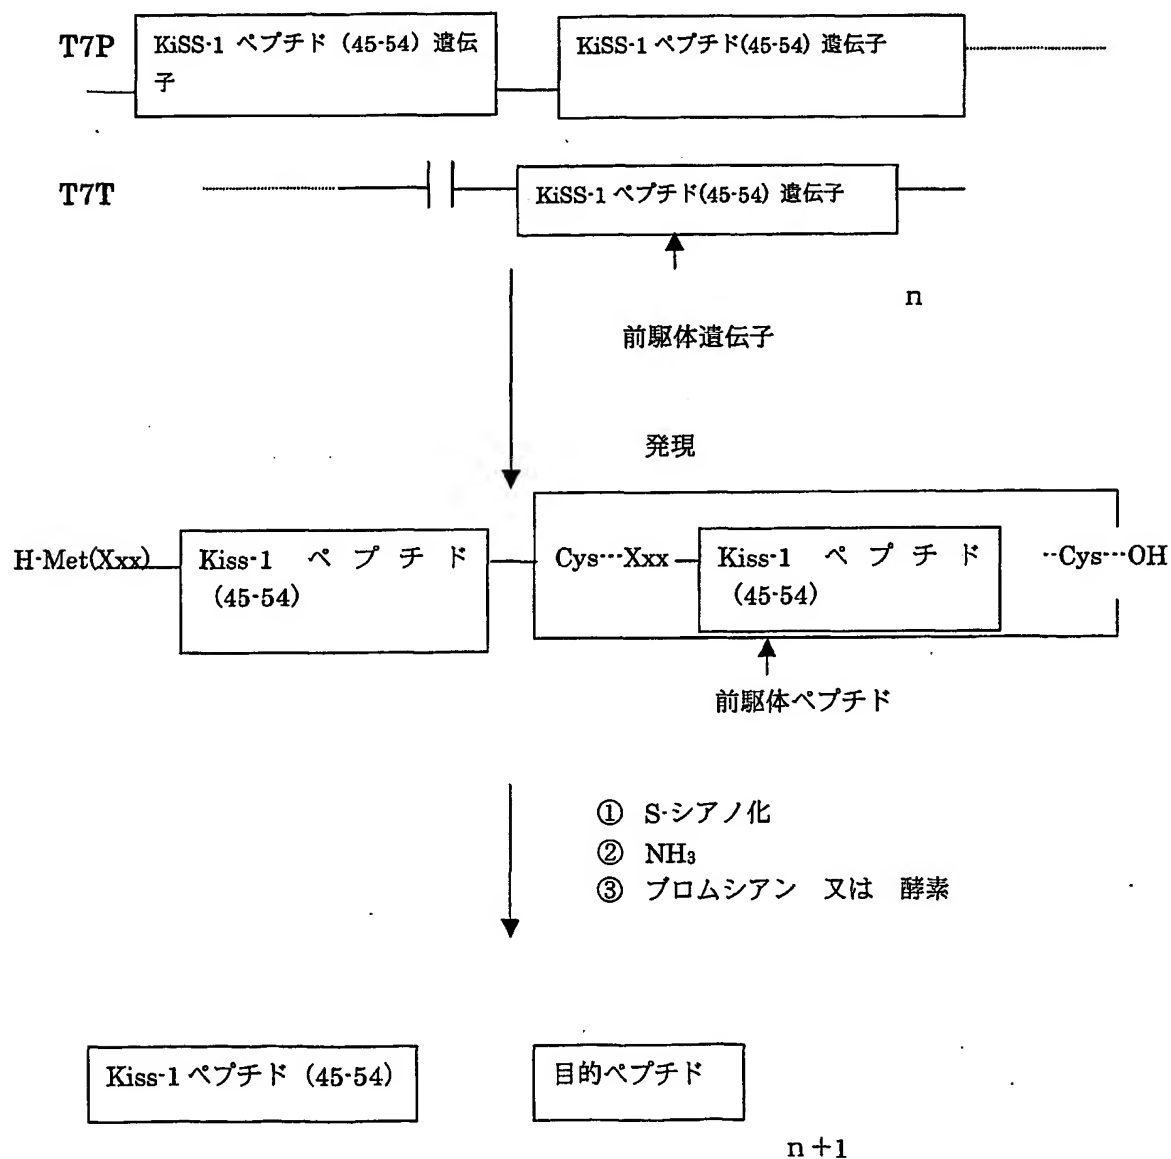 T7P
KiSS-1 ペプチド (45-54) 遺伝
子
KiSS-1 ペプチド(45-54) 遺伝子
T7T
KiSS-1 ペプチド(45-54) 遺伝子
n
前駆体遺伝子
発現
H-Met(Xxx)
Kiss-1 ペプチド
(45-54)
Cys…Xxx
Kiss-1 ペプチド
(45-54)
··Cys…OH
前駆体ペプチド
① S-シアノ化
② NH₃
③ ブロムシアン 又は 酵素
Kiss-1 ペプチド (45-54)
目的ペプチド
n+1